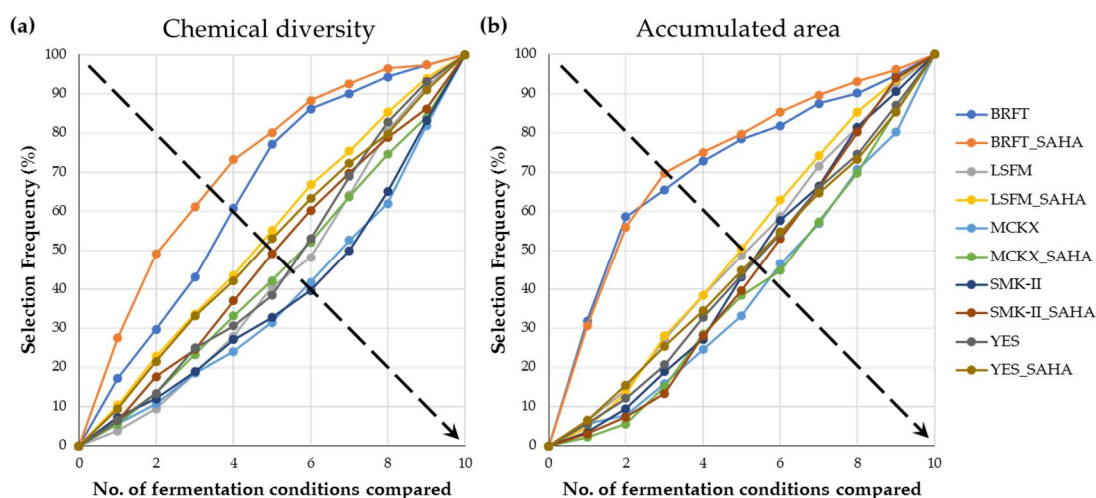 (a)
Chemical diversity
100
90
80
70
60
50
40
30
20
10
0
0 2 4 6 8 10
Selection Frequency (%)
No. of fermentation conditions compared
(b)
Accumulated area
100
90
80
70
60
50
40
30
20
10
0
0 2 4 6 8 10
Selection Frequency (%)
No. of fermentation conditions compared
BRFT
BRFT_SAHA
LSFM
LSFM_SAHA
MCKX
MCKX_SAHA
SMK-II
SMK-II_SAHA
YES
YES_SAHA